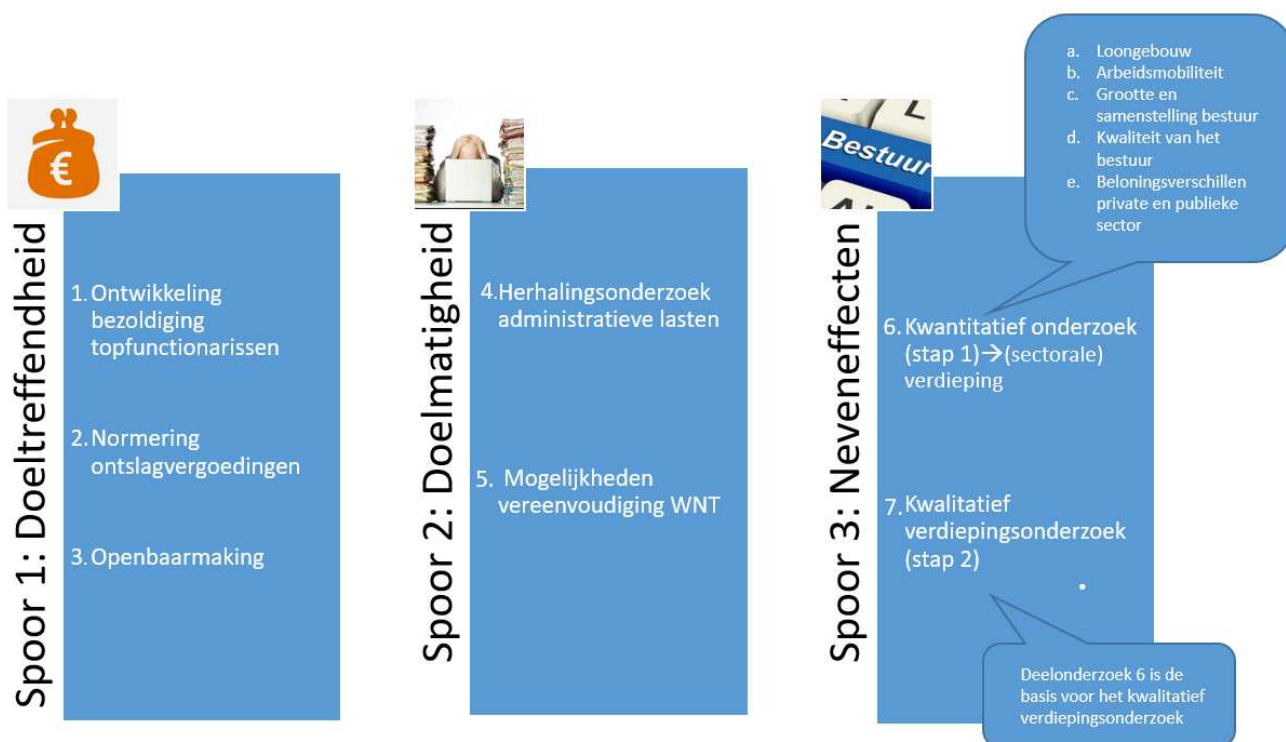 €
Spoor 1: Doeltreffendheid
1. Ontwikkeling
bezoldiging
topfunctionarissen
2. Normering
ontslagvergoedingen
3. Openbaarmaking
Spoor 2: Doelmatigheid
4. Herhalingsonderzoek
administratieve lasten
5. Mogelijkheden
vereenvoudiging WNT
L
Bestuur
Spoor 3: Neveneffecten
a. Loongebouw
b. Arbeidsmobiliteit
c. Grootte en
samenstelling bestuur
d. Kwaliteit van het
bestuur
e. Beloningsverschillen
private en publieke
sector
6. Kwantitatief onderzoek
(stap 1)→(sectorale)
verdieping
7. Kwalitatief
verdiepingsonderzoek
(stap 2)
Deelonderzoek 6 is de
basis voor het kwalitatief
verdiepingsonderzoek